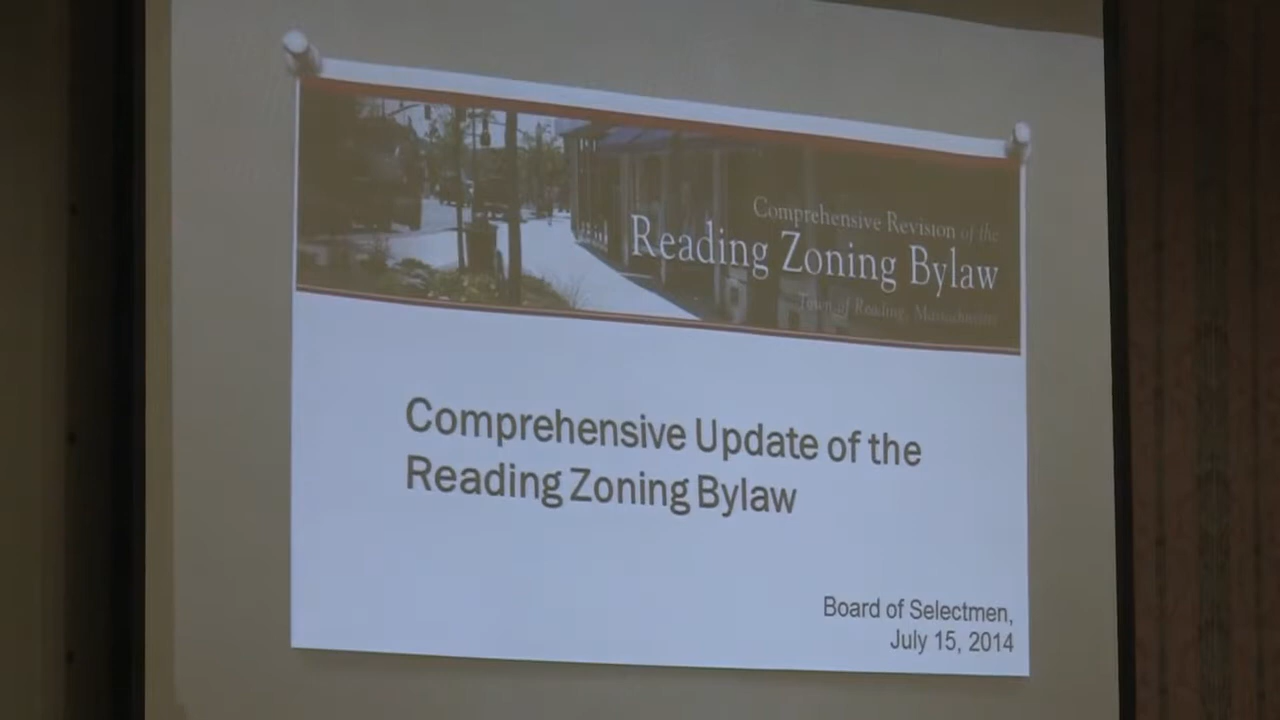 Comprehensive Revision of the
Reading Zoning Bylaw
Town of Reading, Massachusetts
Comprehensive Update of the
Reading Zoning Bylaw
Board of Selectmen,
July 15, 2014